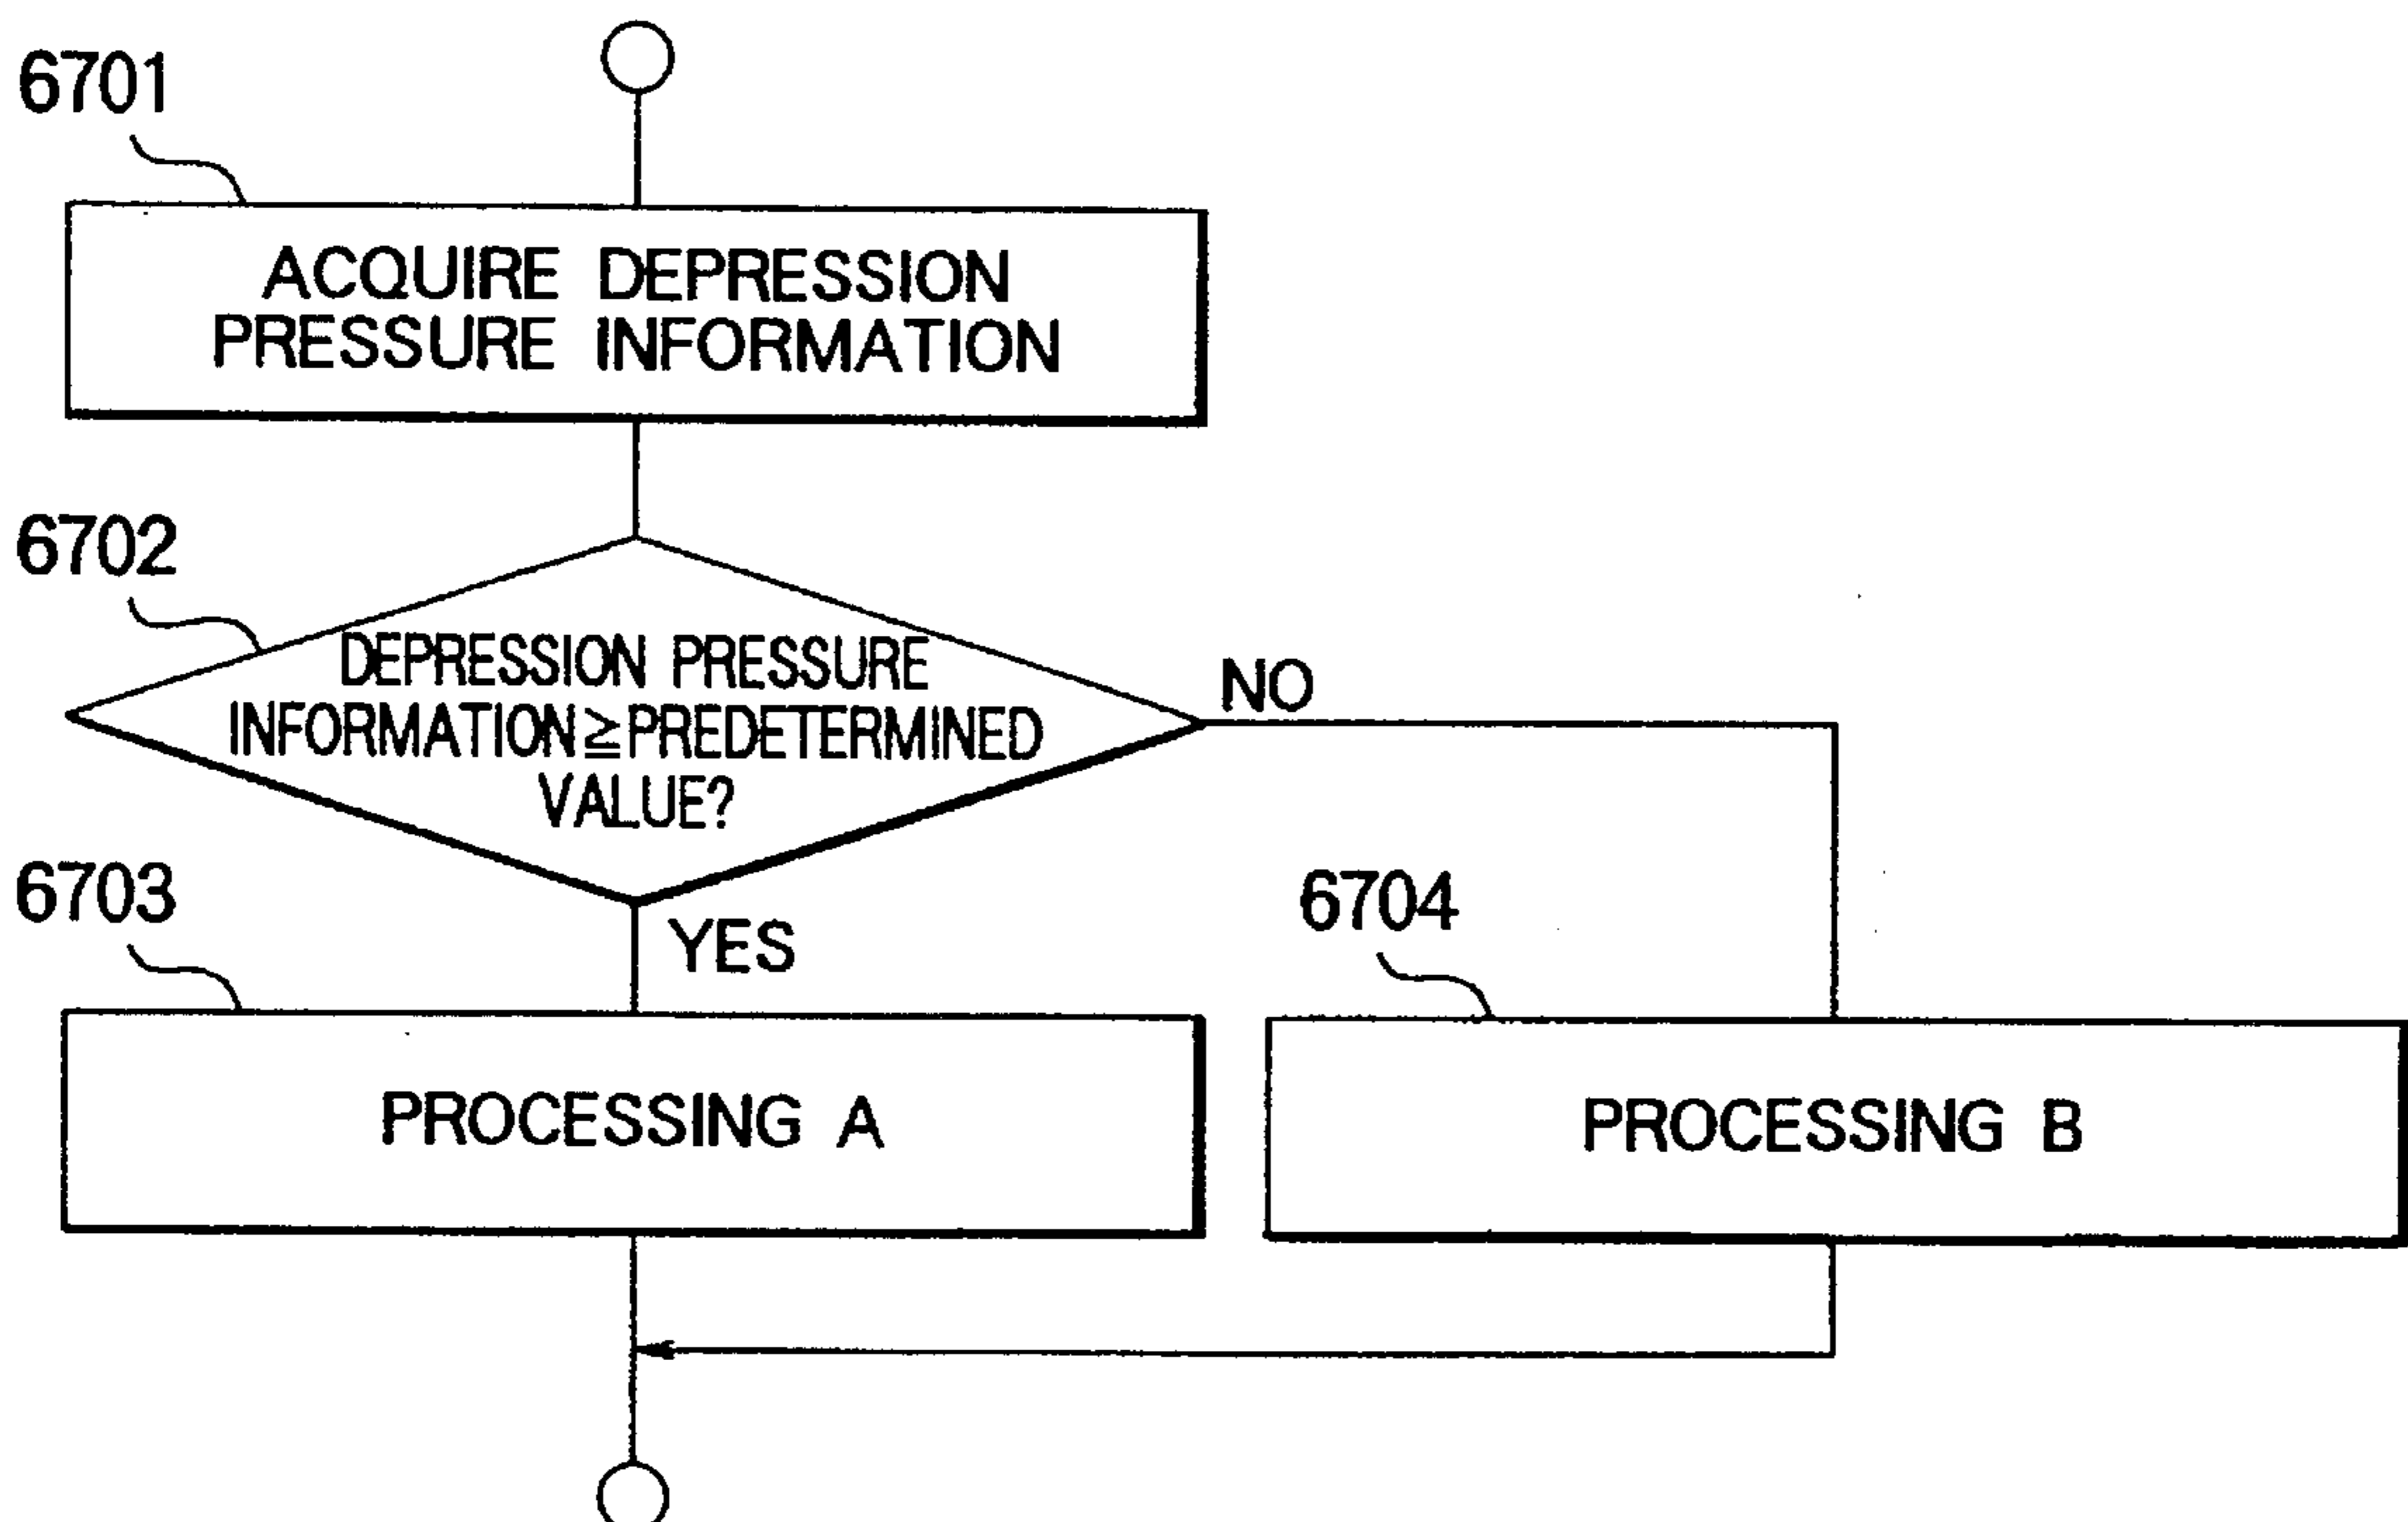 6701
ACQUIRE DEPRESSION
PRESSURE INFORMATION
6702
DEPRESSION PRESSURE
INFORMATION≧PREDETERMINED
VALUE?
NO
YES
6703
PROCESSING A
6704
PROCESSING B